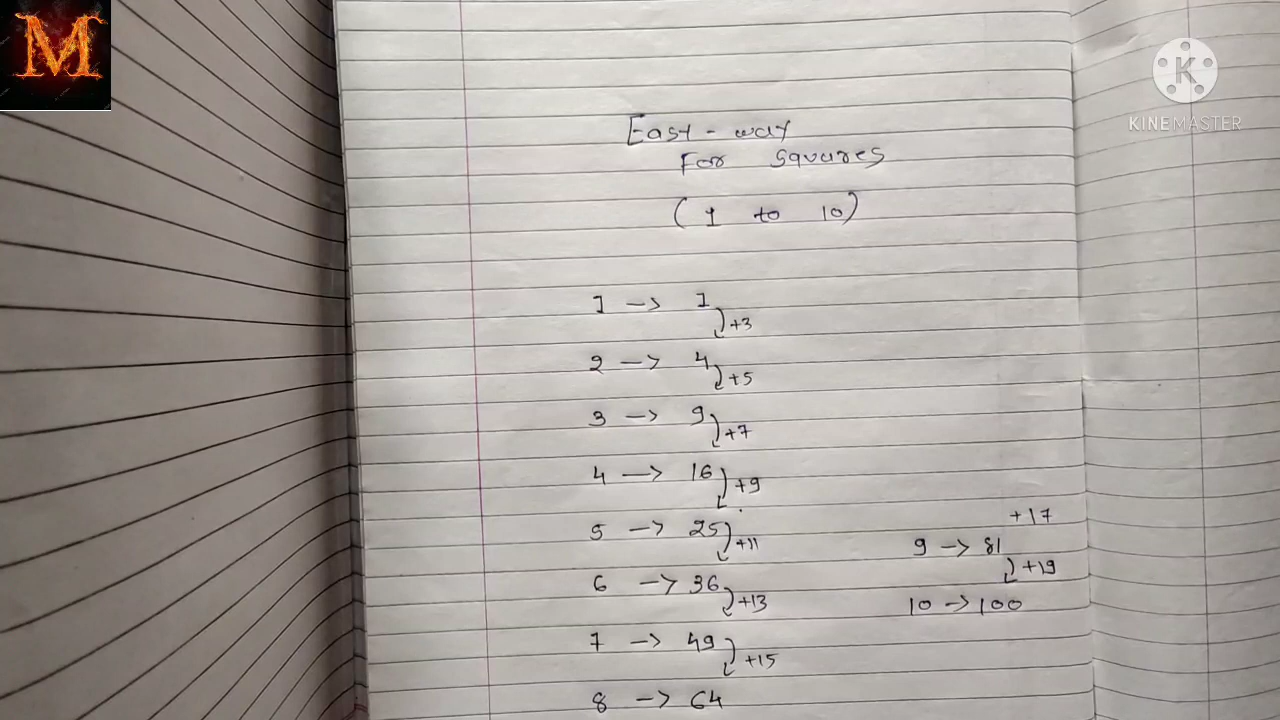 M
KINEMASTER
K
Easy-way
For Squares
(1 to 10)
1 -> 1
+3
2 -> 4
+5
3 -> 9
+7
4 -> 16
+9
5 -> 25
+11
6 -> 36
+13
7 -> 49
+15
8 -> 64
+17
9 -> 81
+19
10 -> 100